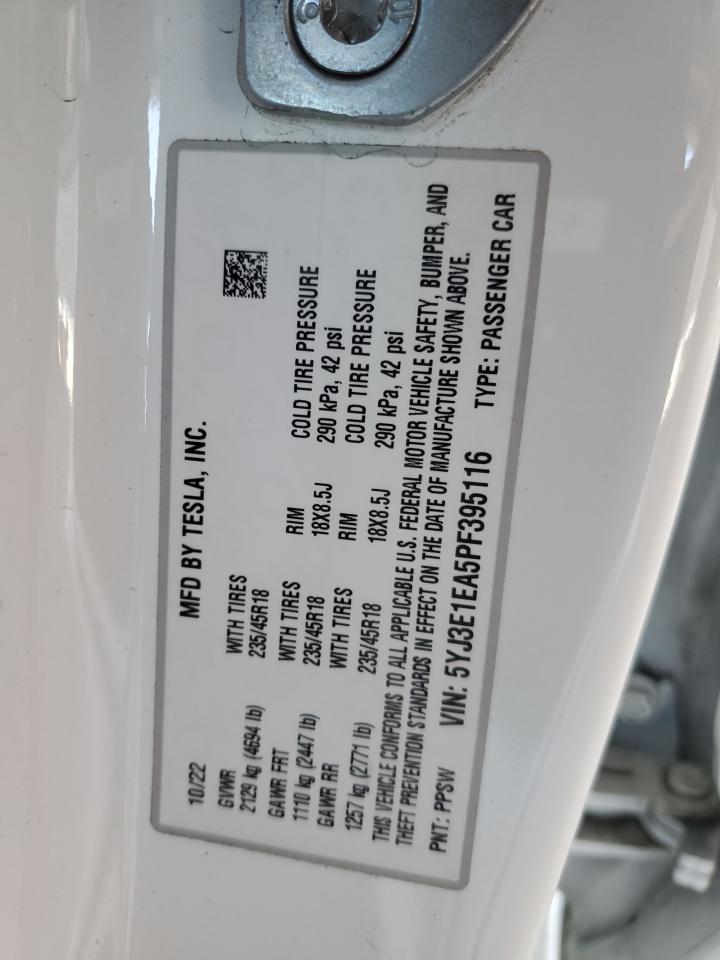 10/22 MFD BY TESLA, INC.
GVWR WITH TIRES
2129 kg (4694 lb) 235/45R18
GAWR FRT WITH TIRES RIM COLD TIRE PRESSURE
1110 kg (2447 lb) 235/45R18 18X8.5J 290 kPa, 42 psi
GAWR RR WITH TIRES RIM COLD TIRE PRESSURE
1257 kg (2771 lb) 235/45R18 18X8.5J 290 kPa, 42 psi
THIS VEHICLE CONFORMS TO ALL APPLICABLE U.S. FEDERAL MOTOR VEHICLE SAFETY, BUMPER, AND
THEFT PREVENTION STANDARDS IN EFFECT ON THE DATE OF MANUFACTURE SHOWN ABOVE.
PNT: PPSW VIN: 5YJ3E1EA5PF395116 TYPE: PASSENGER CAR